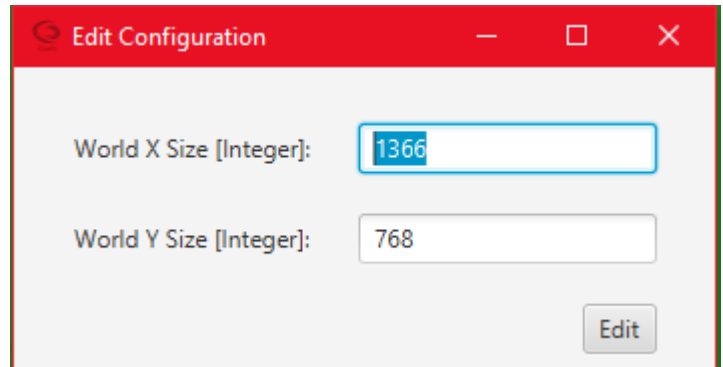 Edit Configuration
World X Size [Integer]: 1366
World Y Size [Integer]: 768
Edit